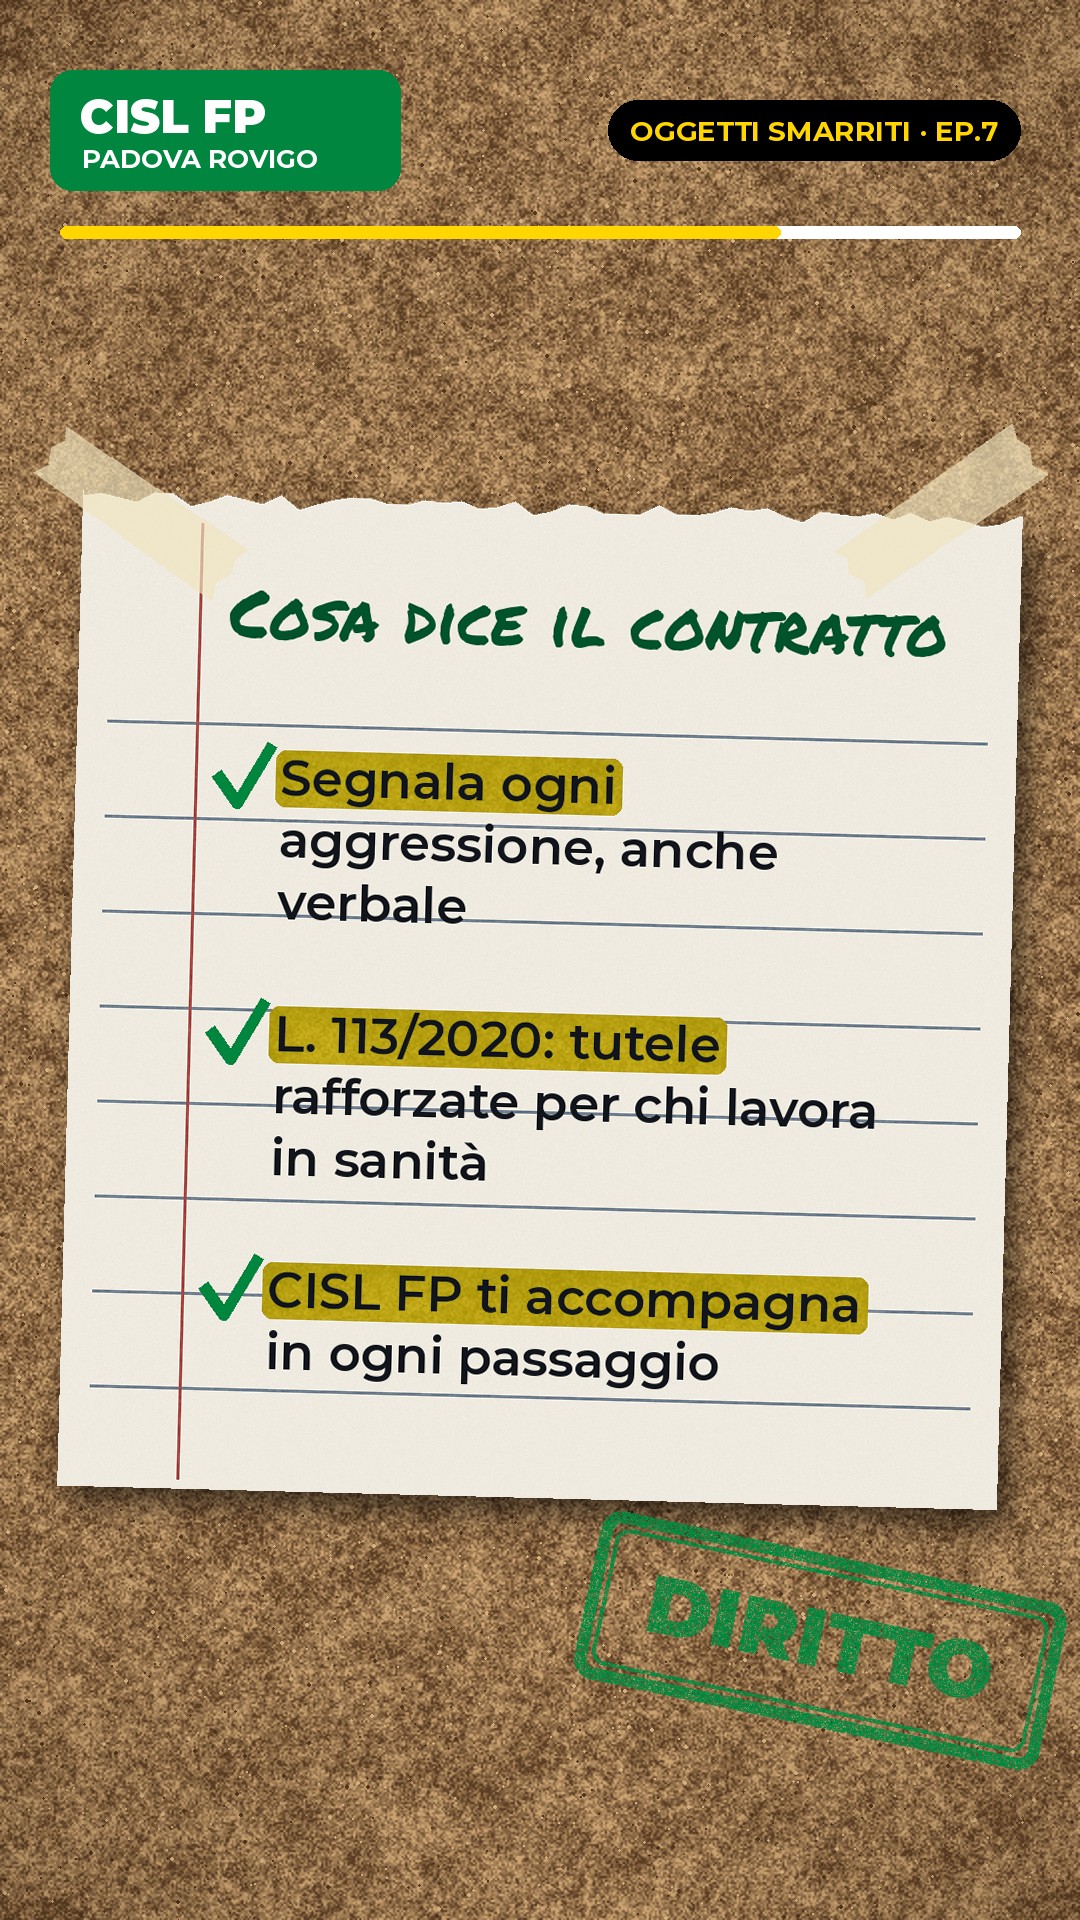 CISL FP
PADOVA ROVIGO
OGGETTI SMARRITI · EP.7
COSA DICE IL CONTRATTO
Segnala ogni
aggressione, anche
verbale
L. 113/2020: tutele
rafforzate per chi lavora
in sanità
CISL FP ti accompagna
in ogni passaggio
DIRITTO